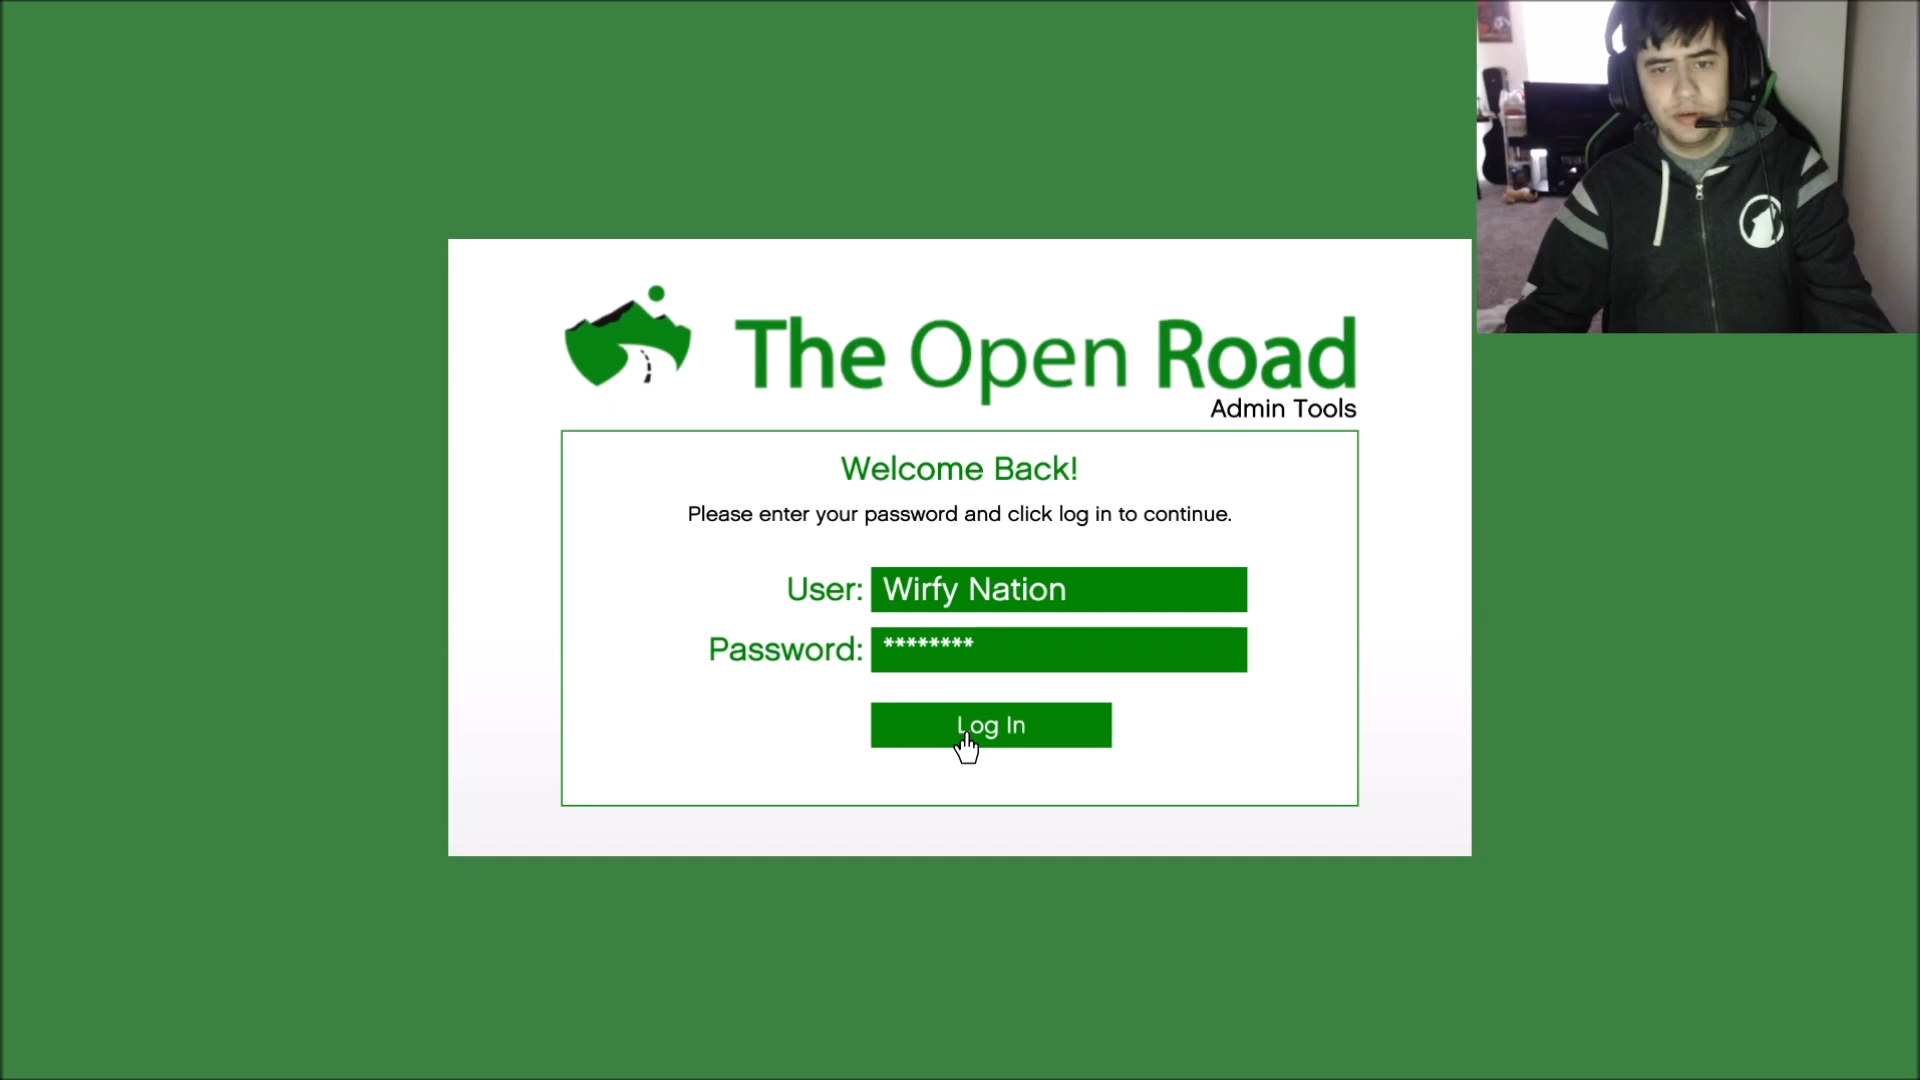 The Open Road
Admin Tools
Welcome Back!
Please enter your password and click log in to continue.
User: Wirfy Nation
Password: ********
Log In